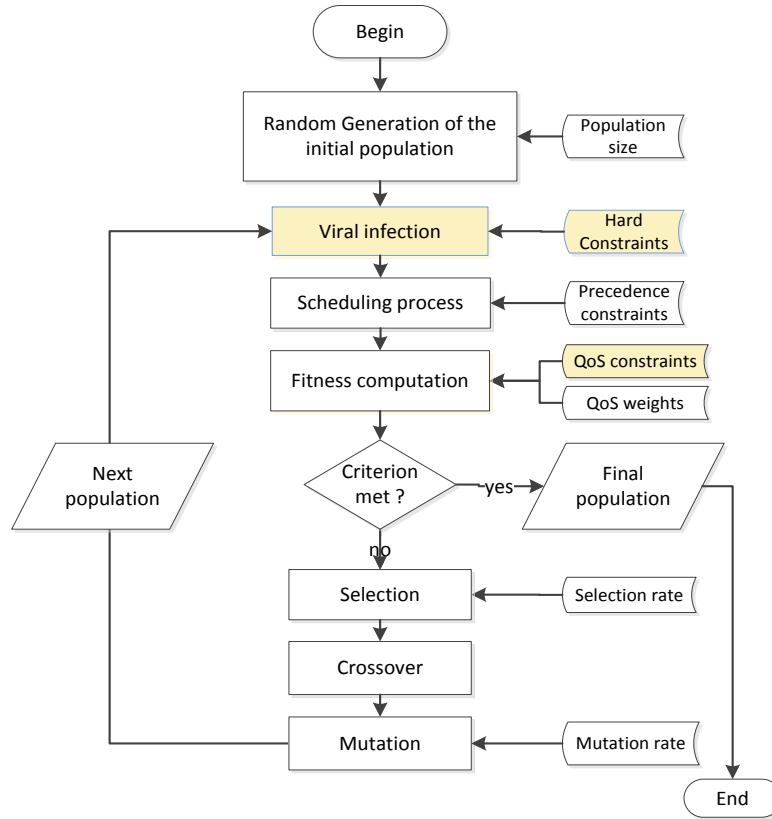 Begin
Random Generation of the
initial population
Population
size
Viral infection
Hard
Constraints
Scheduling process
Precedence
constraints
Fitness computation
QoS constraints
QoS weights
Next
population
Criterion
met ?
yes
Final
population
no
Selection
Selection rate
Crossover
Mutation
Mutation rate
End